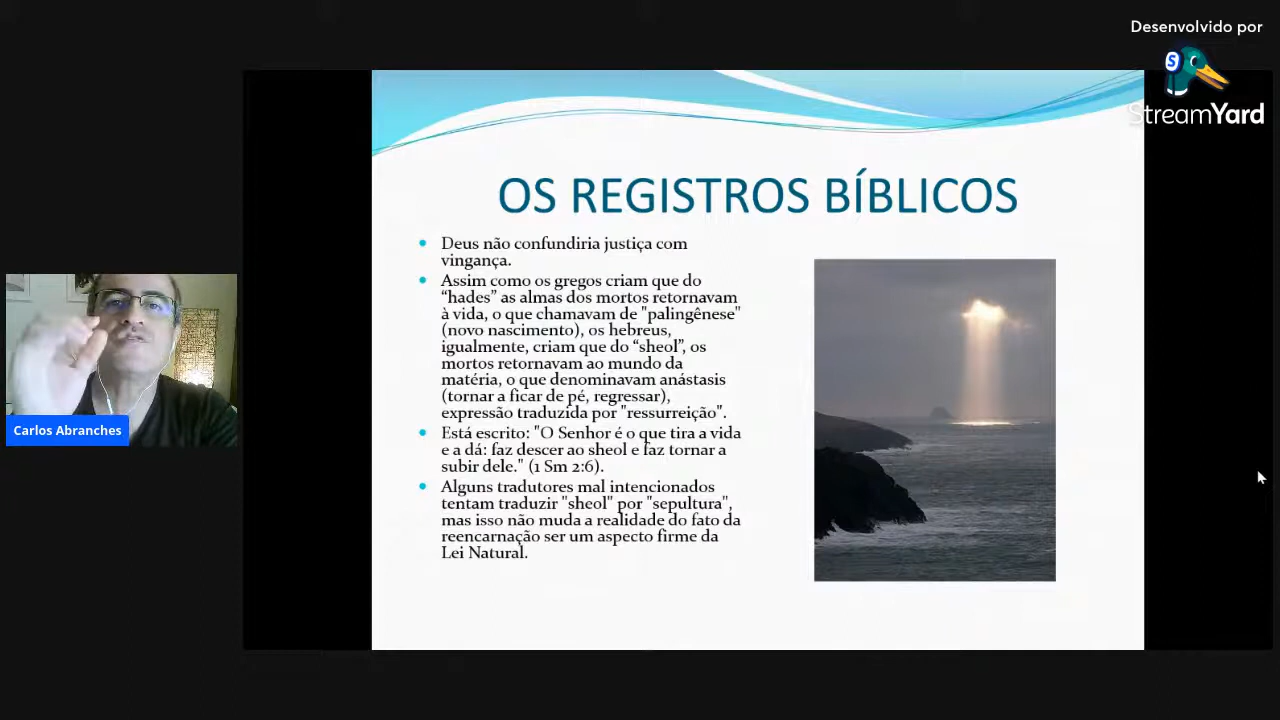 Desenvolvido por
StreamYard
OS REGISTROS BÍBLICOS
Deus não confundiria justiça com
vingança.
Assim como os gregos criam que do
“hades” as almas dos mortos retornavam
à vida, o que chamavam de "palingênese"
(novo nascimento), os hebreus,
igualmente, criam que do “sheol”, os
mortos retornavam ao mundo da
matéria, o que denominavam anástasis
(tornar a ficar de pé, regressar),
expressão traduzida por "ressurreição".
Está escrito: "O Senhor é o que tira a vida
e a dá: faz descer ao sheol e faz tornar a
subir dele." (1 Sm 2:6).
Alguns tradutores mal intencionados
tentam traduzir "sheol" por "sepultura",
mas isso não muda a realidade do fato da
reencarnação ser um aspecto firme da
Lei Natural.
Carlos Abranches